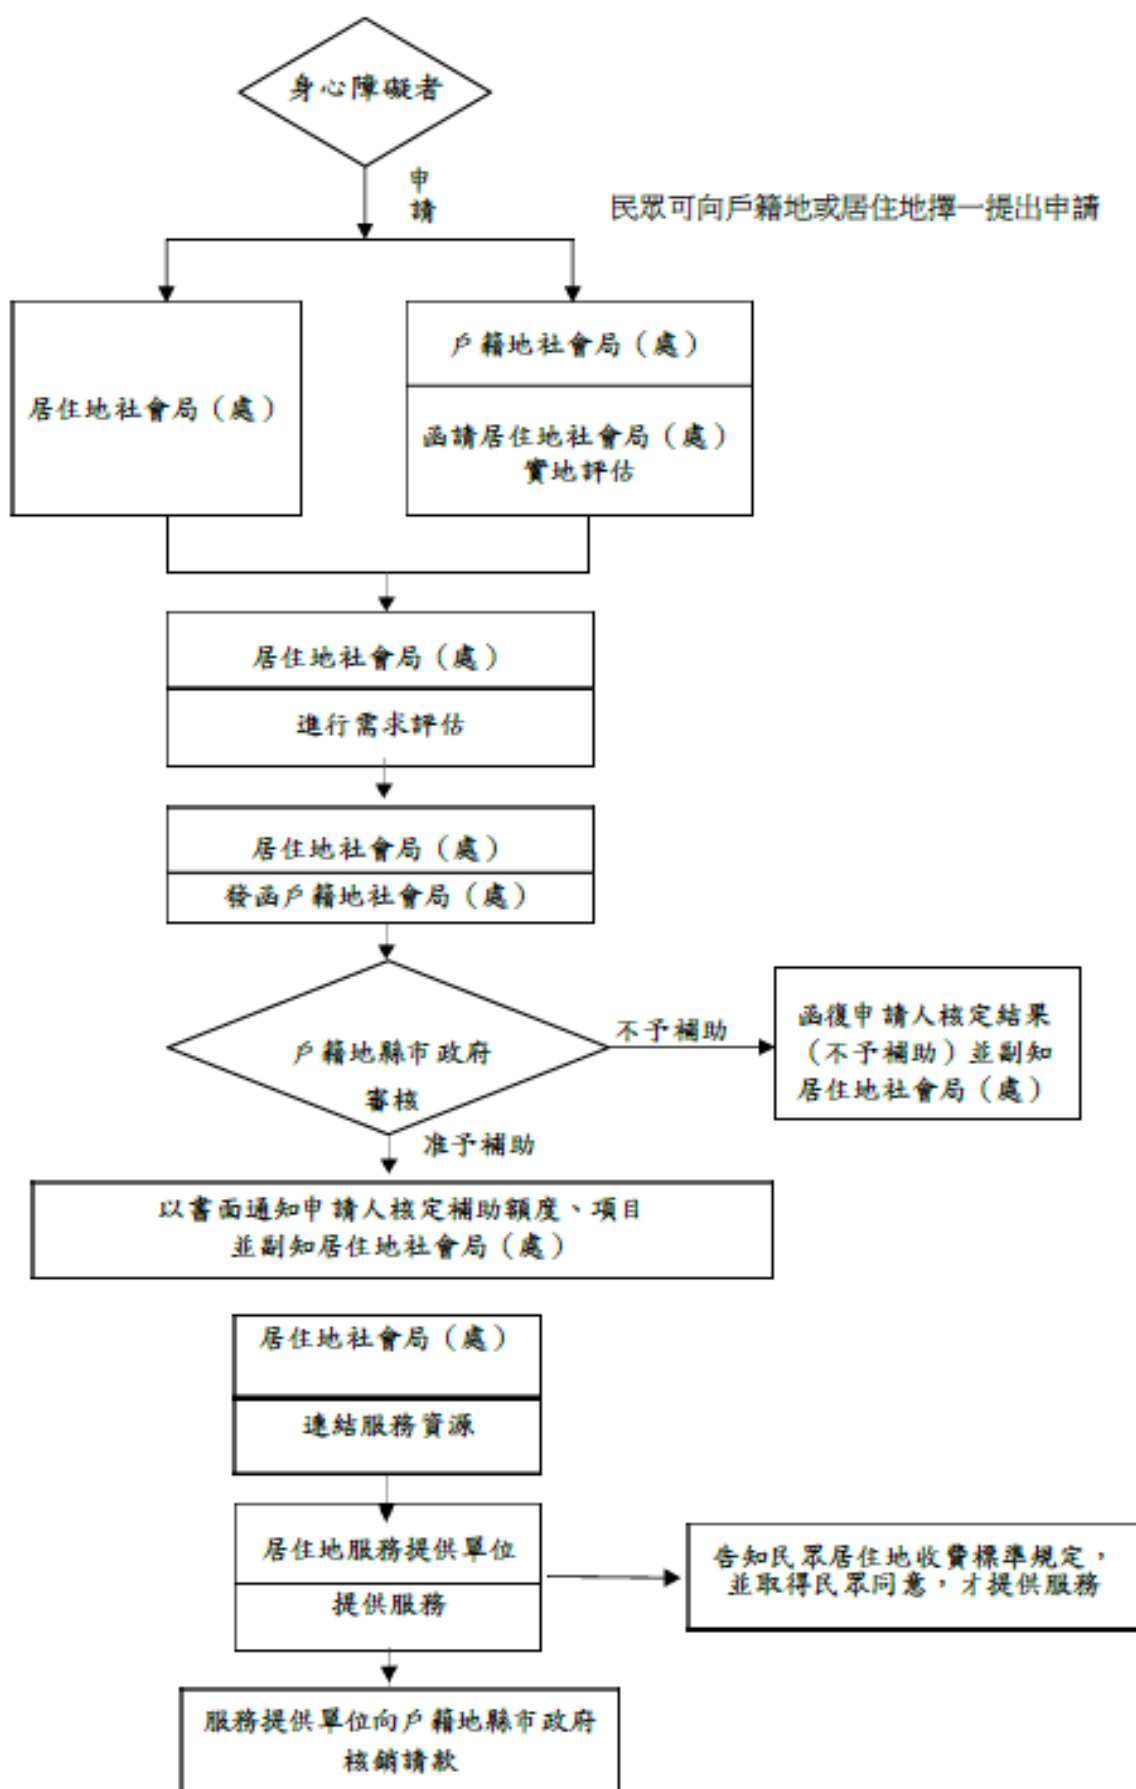 身心障礙者
申
請
民眾可向戶籍地或居住地擇一提出申請
居住地社會局（處）
戶籍地社會局（處）
函請居住地社會局（處）
實地評估
居住地社會局（處）
進行需求評估
居住地社會局（處）
發函戶籍地社會局（處）
戶籍地縣市政府
審核
不予補助
函復申請人核定結果
（不予補助）並副知
居住地社會局（處）
准予補助
以書面通知申請人核定補助額度、項目
並副知居住地社會局（處）
居住地社會局（處）
連結服務資源
居住地服務提供單位
提供服務
告知民眾居住地收費標準規定，
並取得民眾同意，才提供服務
服務提供單位向戶籍地縣市政府
核銷請款